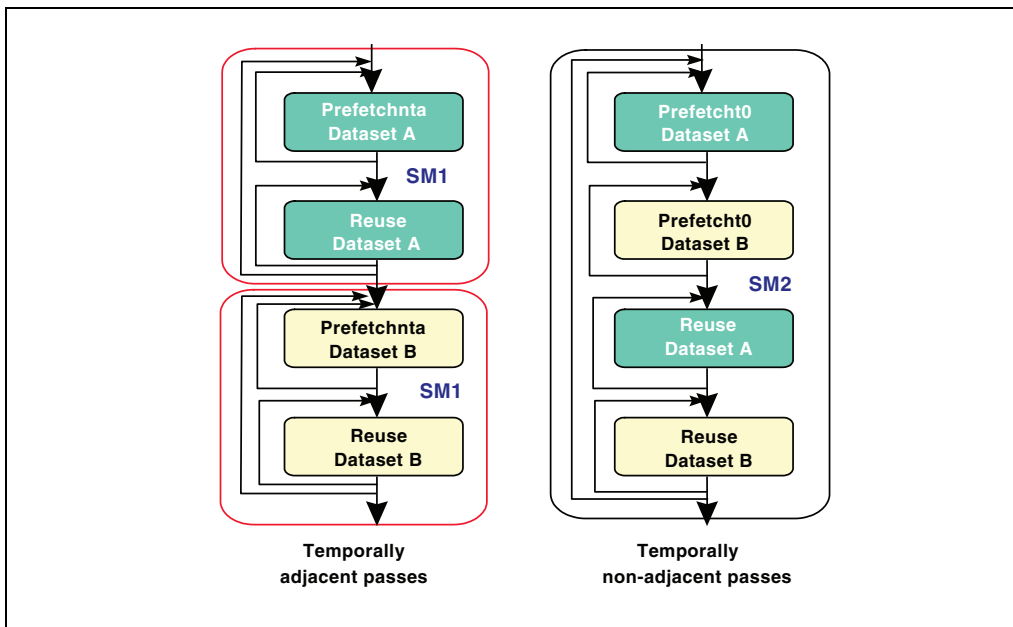 Prefetchnta
Dataset A
SM1
Reuse
Dataset A
Prefetchnta
Dataset B
SM1
Reuse
Dataset B
Temporally
adjacent passes
Prefetcht0
Dataset A
Prefetcht0
Dataset B
SM2
Reuse
Dataset A
Reuse
Dataset B
Temporally
non-adjacent passes